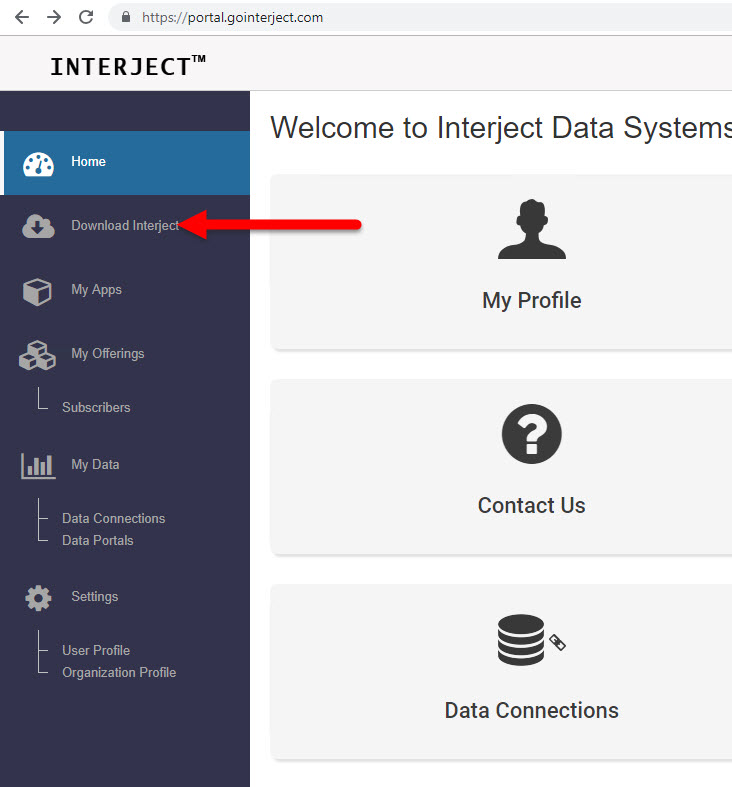 https://portal.gointerject.com
INTERJECT™
Welcome to Interject Data Systems
Home
Download Interject
My Apps
My Offerings
Subscribers
My Data
Data Connections
Data Portals
Settings
User Profile
Organization Profile
My Profile
Contact Us
Data Connections